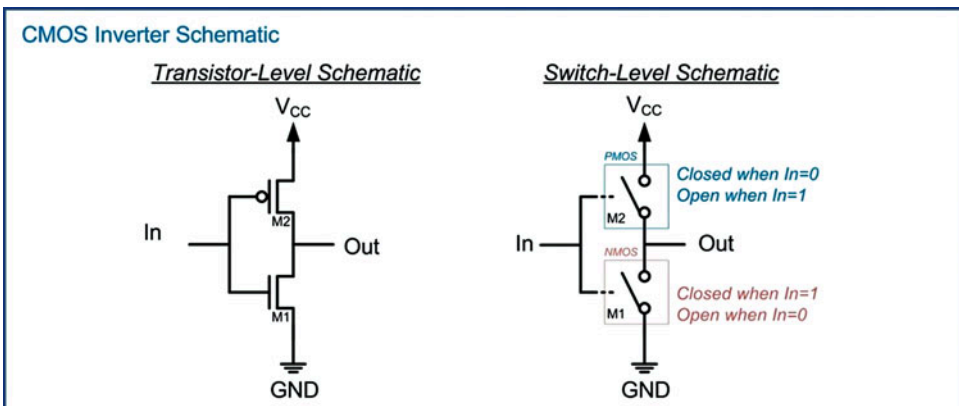 CMOS Inverter Schematic
Transistor-Level Schematic
VCC
In
M2
Out
M1
GND
Switch-Level Schematic
VCC
PMOS
Closed when In=0
Open when In=1
M2
In
Out
NMOS
Closed when In=1
Open when In=0
M1
GND